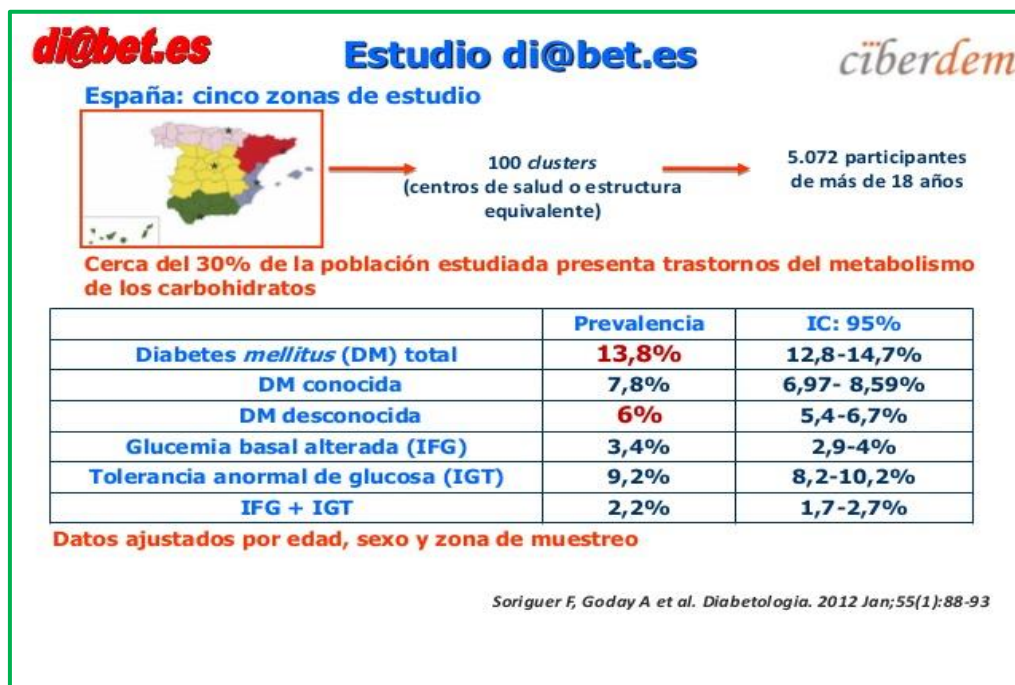 di@bet.es
Estudio di@bet.es
ciberdem
España: cinco zonas de estudio
100 clusters
(centros de salud o estructura
equivalente)
5.072 participantes
de más de 18 años
Cerca del 30% de la población estudiada presenta trastornos del metabolismo
de los carbohidratos
Prevalencia IC: 95%
Diabetes mellitus (DM) total 13,8% 12,8-14,7%
DM conocida 7,8% 6,97- 8,59%
DM desconocida 6% 5,4-6,7%
Glucemia basal alterada (IFG) 3,4% 2,9-4%
Tolerancia anormal de glucosa (IGT) 9,2% 8,2-10,2%
IFG + IGT 2,2% 1,7-2,7%
Datos ajustados por edad, sexo y zona de muestreo
Soriguer F, Goday A et al. Diabetologia. 2012 Jan;55(1):88-93